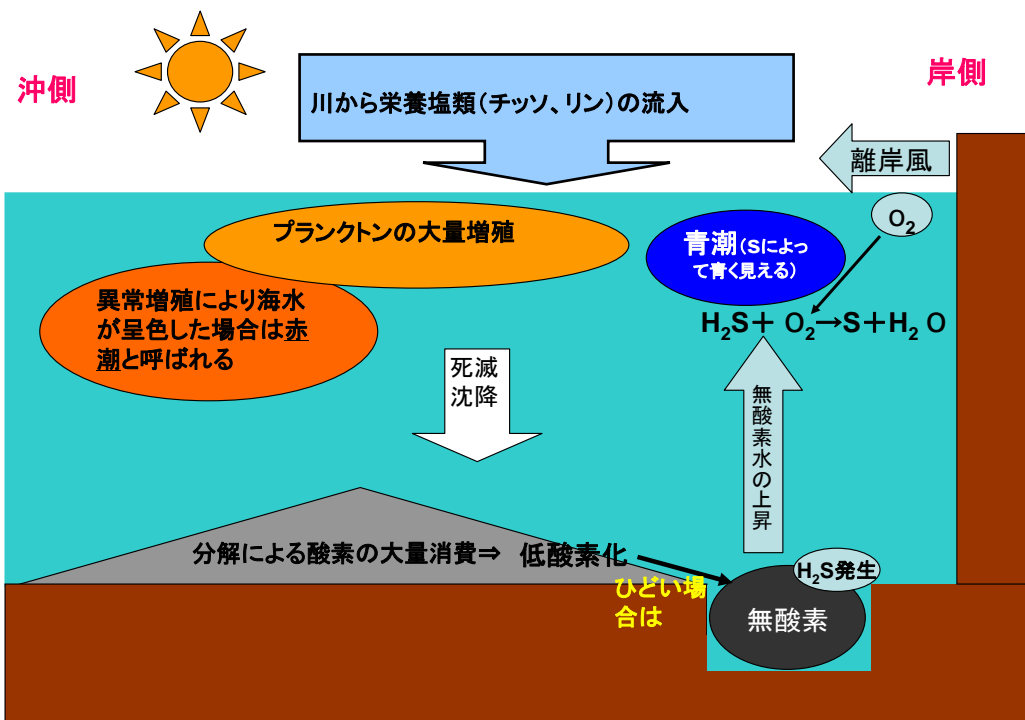 沖側
岸側
川から栄養塩類(チッソ、リン)の流入
離岸風
O2
プランクトンの大量増殖
青潮(Sによっ
て青く見える)
異常増殖により海水
が呈色した場合は赤
潮と呼ばれる
H2S+ O2→S+H2 O
死滅
沈降
無酸素水の上昇
分解による酸素の大量消費⇒ 低酸素化
ひどい場
合は
H2S発生
無酸素